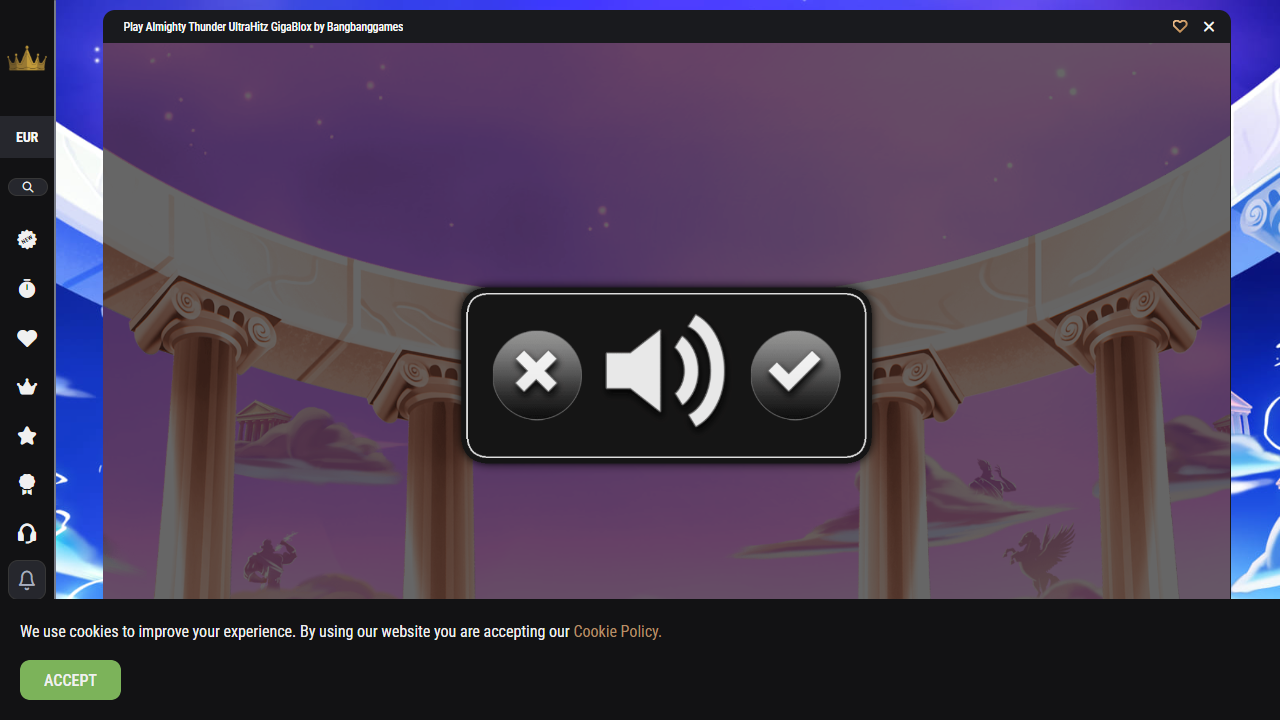 Play Almighty Thunder UltraHitz GigaBlox by Bangbanggames
EUR
NEW
We use cookies to improve your experience. By using our website you are accepting our Cookie Policy.
ACCEPT